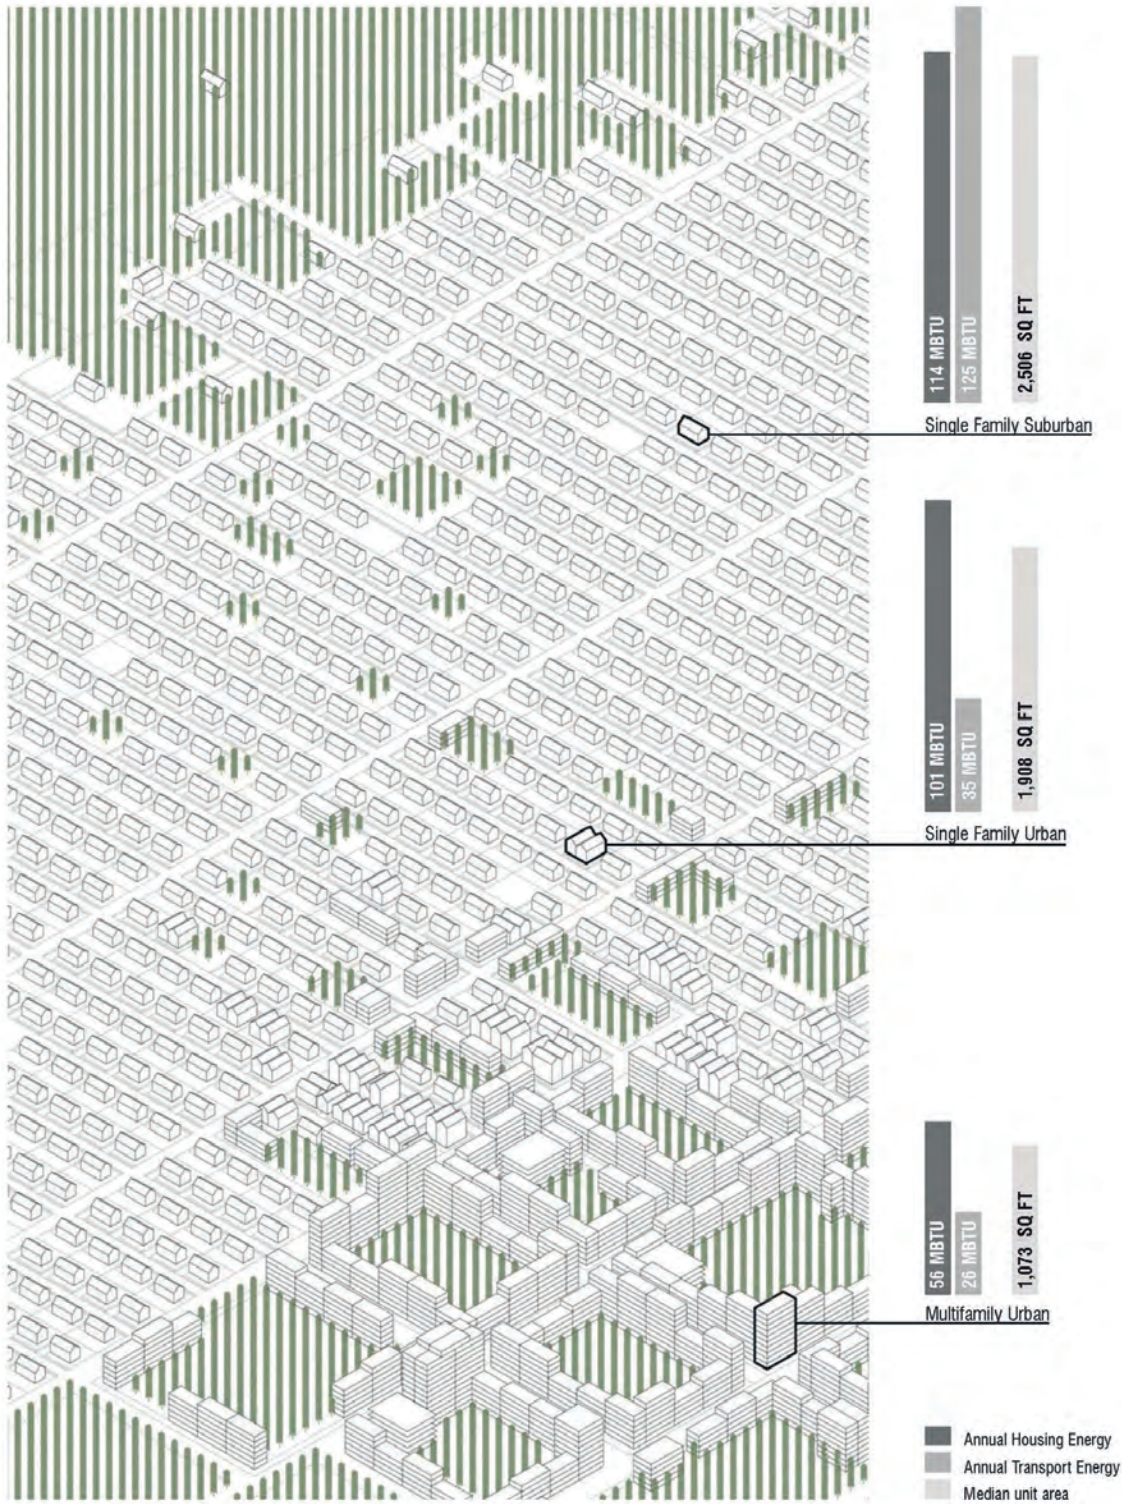 114 MBTU
125 MBTU
2,506 SQ FT
Single Family Suburban
101 MBTU
35 MBTU
1,908 SQ FT
Single Family Urban
56 MBTU
26 MBTU
1,073 SQ FT
Multifamily Urban
Annual Housing Energy
Annual Transport Energy
Median unit area